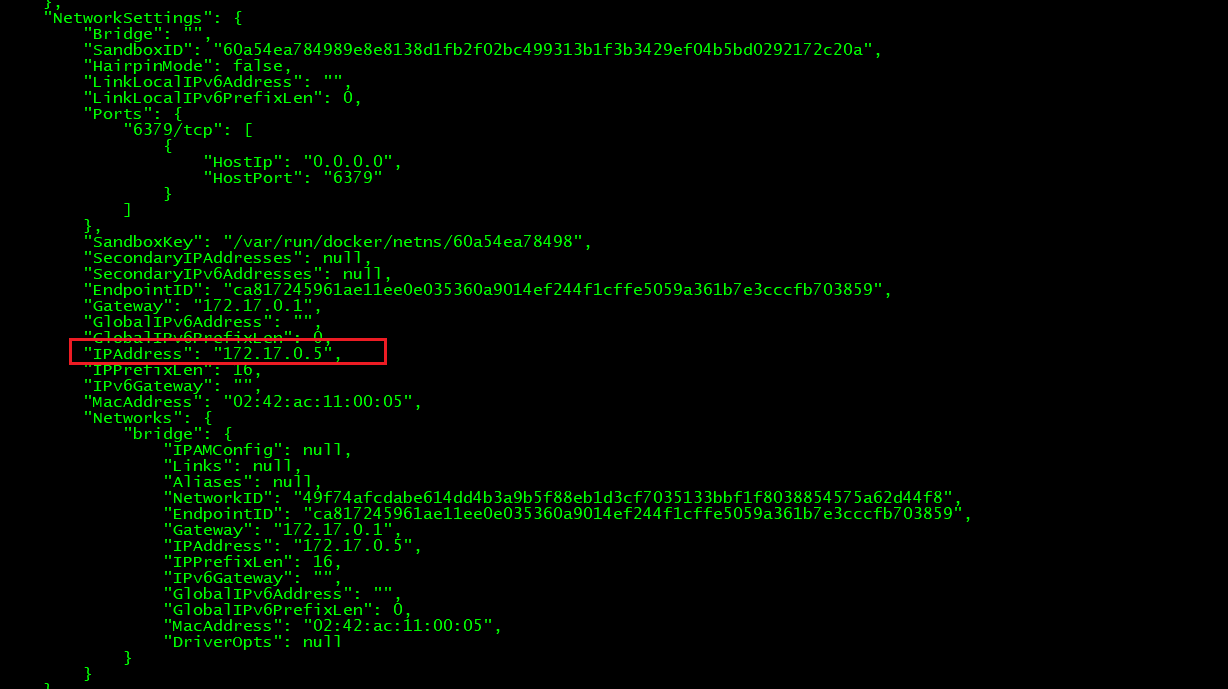 },
"NetworkSettings": {
"Bridge": "",
"SandboxID": "60a54ea784989e8e8138d1fb2f02bc499313b1f3b3429ef04b5bd0292172c20a",
"HairpinMode": false,
"LinkLocalIPv6Address": "",
"LinkLocalIPv6PrefixLen": 0,
"Ports": {
"6379/tcp": [
{
"HostIp": "0.0.0.0",
"HostPort": "6379"
}
]
},
"SandboxKey": "/var/run/docker/netns/60a54ea78498",
"SecondaryIPAddresses": null,
"SecondaryIPv6Addresses": null,
"EndpointID": "ca817245961ae11ee0e035360a9014ef244f1cffe5059a361b7e3cccfb703859",
"Gateway": "172.17.0.1",
"GlobalIPv6Address": "",
"GlobalIPv6PrefixLen": 0,
"IPAddress": "172.17.0.5",
"IPPrefixLen": 16,
"IPv6Gateway": "",
"MacAddress": "02:42:ac:11:00:05",
"Networks": {
"bridge": {
"IPAMConfig": null,
"Links": null,
"Aliases": null,
"NetworkID": "49f74afcdabe614dd4b3a9b5f88eb1d3cf7035133bbf1f8038854575a62d44f8",
"EndpointID": "ca817245961ae11ee0e035360a9014ef244f1cffe5059a361b7e3cccfb703859",
"Gateway": "172.17.0.1",
"IPAddress": "172.17.0.5",
"IPPrefixLen": 16,
"IPv6Gateway": "",
"GlobalIPv6Address": "",
"GlobalIPv6PrefixLen": 0,
"MacAddress": "02:42:ac:11:00:05",
"DriverOpts": null
}
}
}